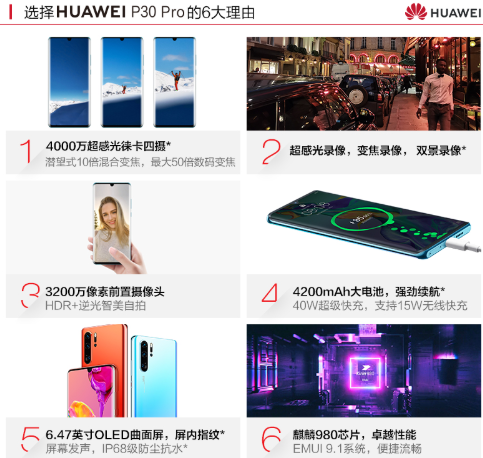 选择HUAWEI P30 Pro的6大理由
HUAWEI
1
4000万超感光徕卡四摄*
潜望式10倍混合变焦，最大50倍数码变焦
2
超感光录像，变焦录像，双景录像*
3
3200万像素前置摄像头
HDR+逆光智美自拍
4
4200mAh大电池，强劲续航*
40W超级快充，支持15W无线快充
5
6.47英寸OLED曲面屏，屏内指纹*
屏幕发声，IP68级防尘抗水*
6
麒麟980芯片，卓越性能
EMUI 9.1系统，便捷流畅